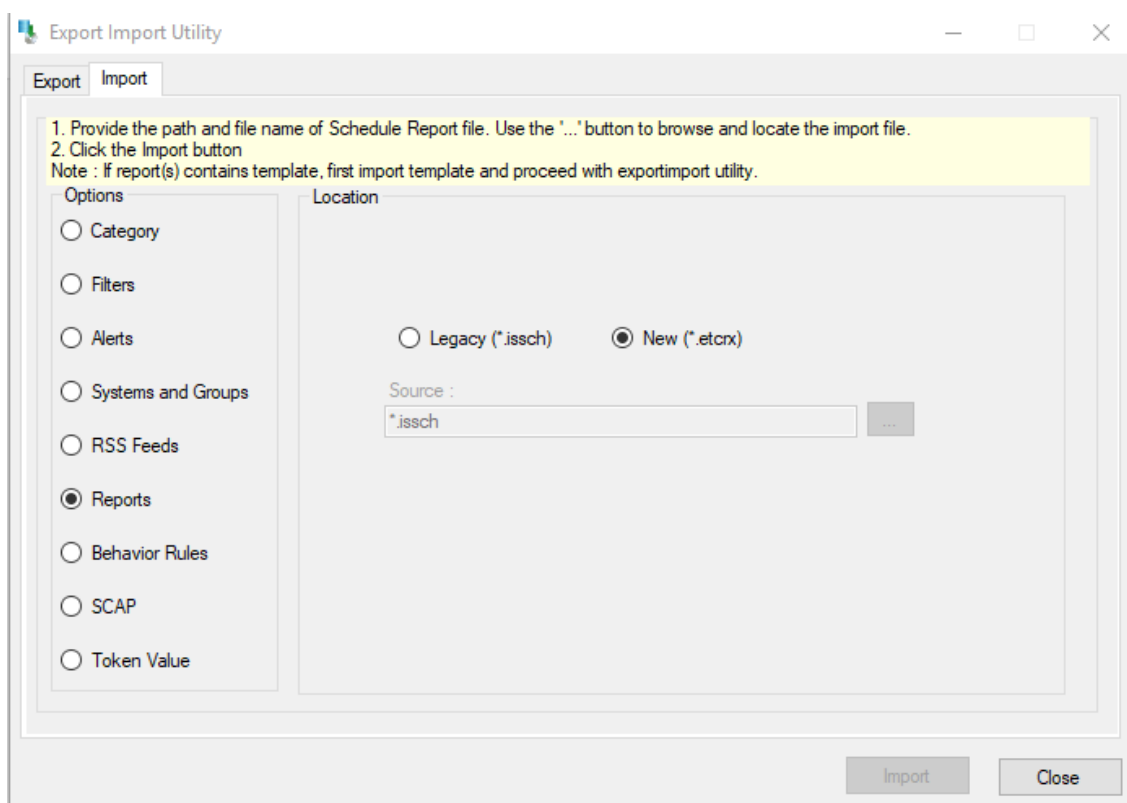 Export Import Utility
Export
Import
1. Provide the path and file name of Schedule Report file. Use the '...' button to browse and locate the import file.
2. Click the Import button
Note : If report(s) contains template, first import template and proceed with exportimport utility.
Options
Category
Filters
Alerts
Systems and Groups
RSS Feeds
Reports
Behavior Rules
SCAP
Token Value
Location
Legacy (*.issch)
New (*.etcrx)
Source :
*.issch
...
Import
Close